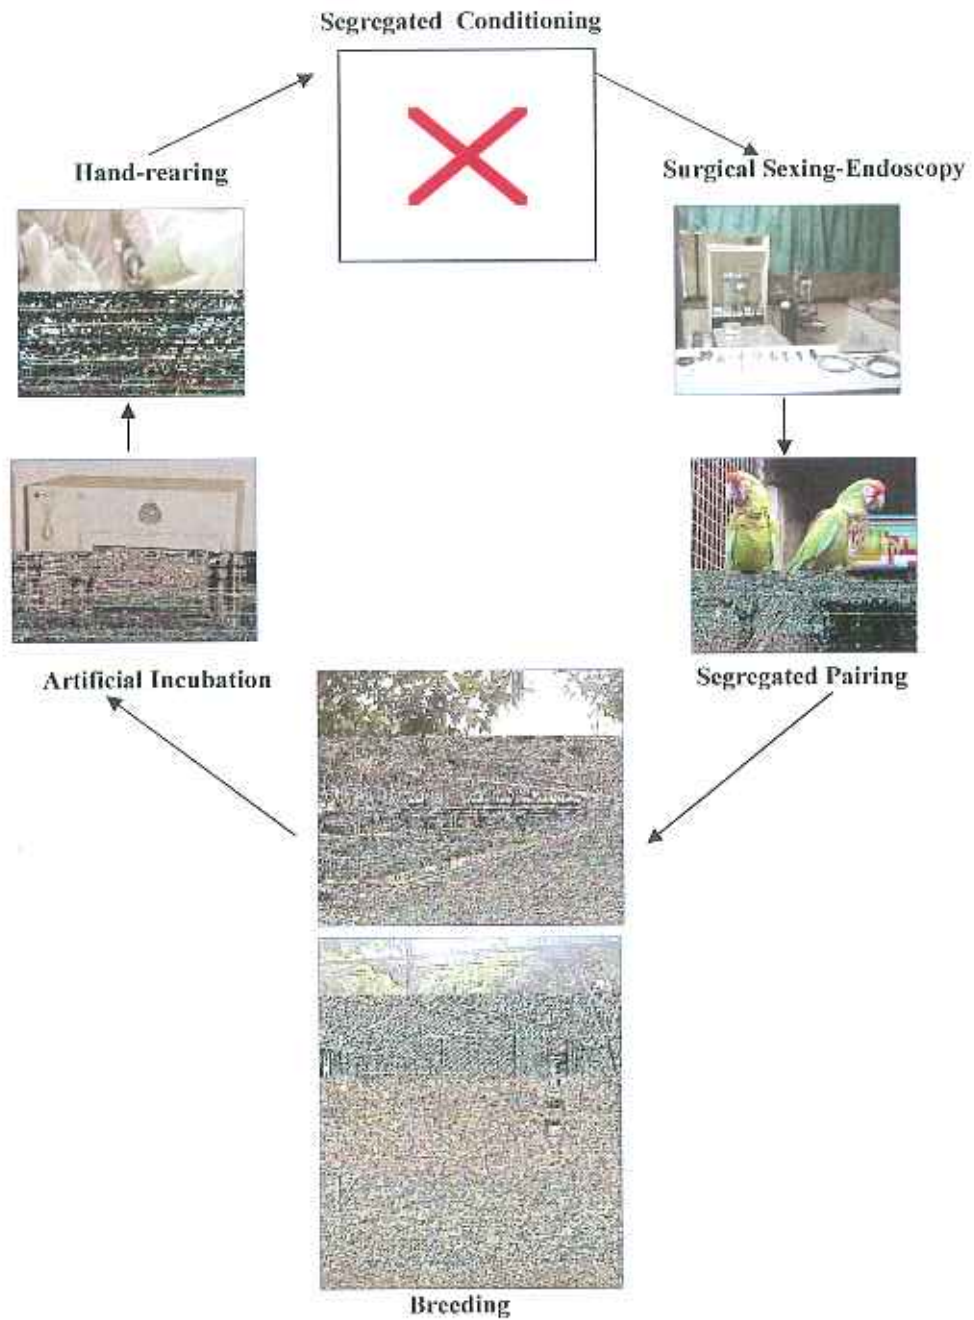 Segregated Conditioning
Hand-rearing
Surgical Sexing-Endoscopy
Artificial Incubation
Segregated Pairing
Breeding